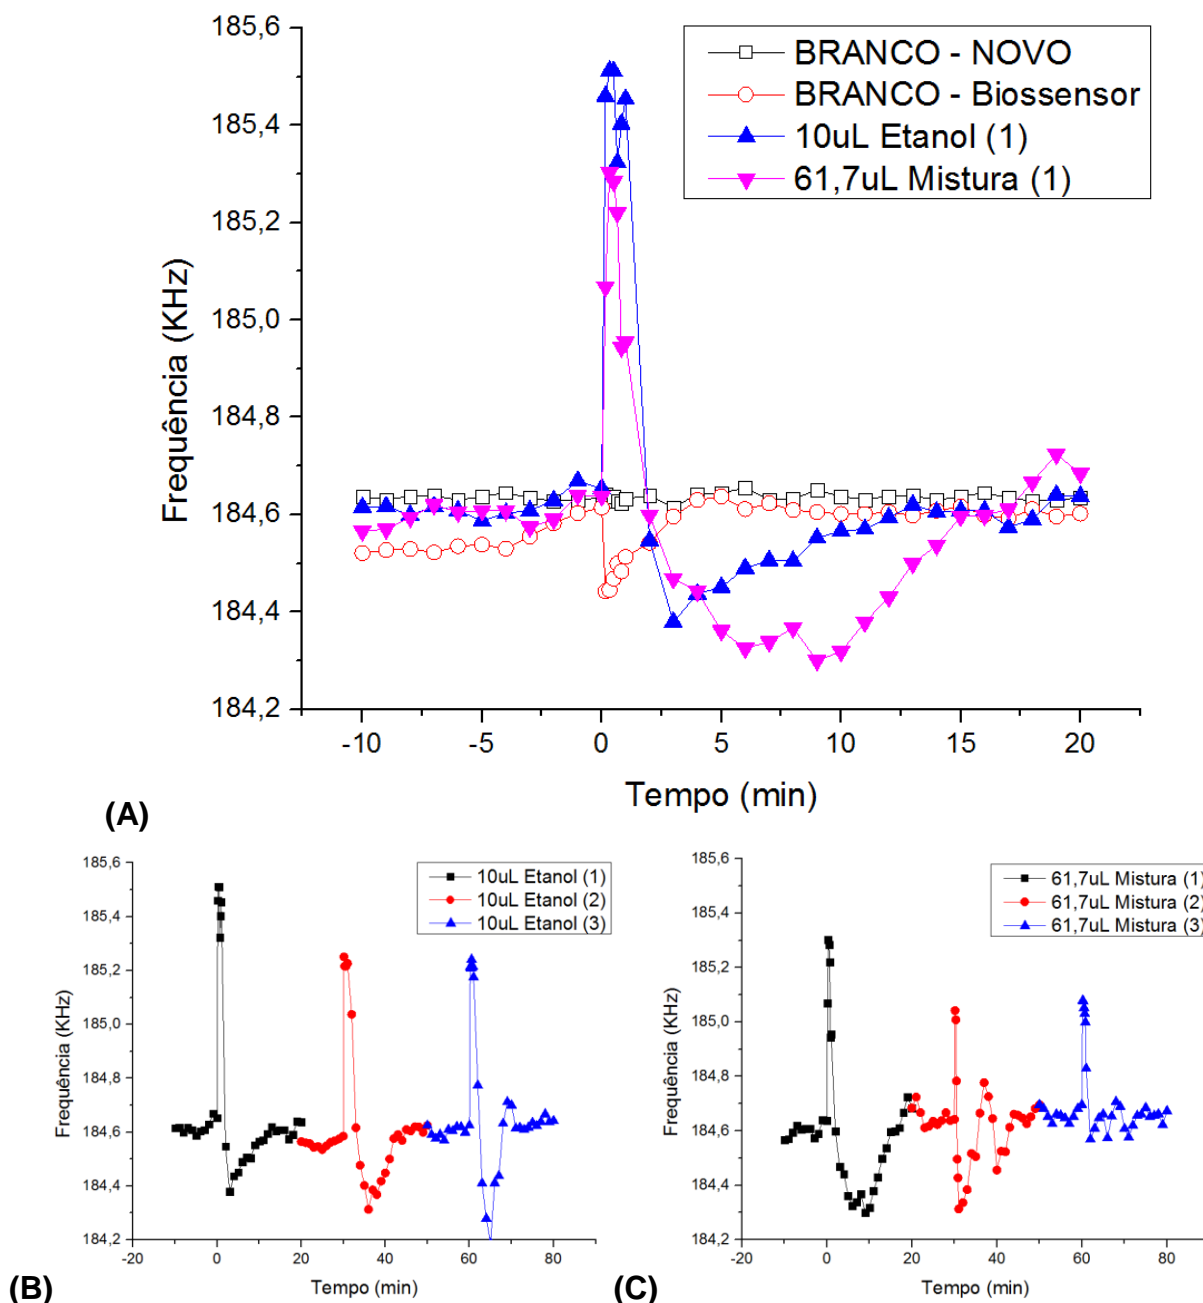 185,6
185,4
185,2
185,0
184,8
184,6
184,4
184,2
Frequência (KHz)
BRANCO - NOVO
BRANCO - Biossensor
10uL Etanol (1)
61,7uL Mistura (1)
-10 -5 0 5 10 15 20
Tempo (min)
(A)
185,6
185,4
185,2
185,0
184,8
184,6
184,4
184,2
Frequência (KHz)
10uL Etanol (1)
10uL Etanol (2)
10uL Etanol (3)
-20 0 20 40 60 80
Tempo (min)
(B)
185,6
185,4
185,2
185,0
184,8
184,6
184,4
184,2
Frequência (KHz)
61,7uL Mistura (1)
61,7uL Mistura (2)
61,7uL Mistura (3)
-20 0 20 40 60 80
Tempo (min)
(C)